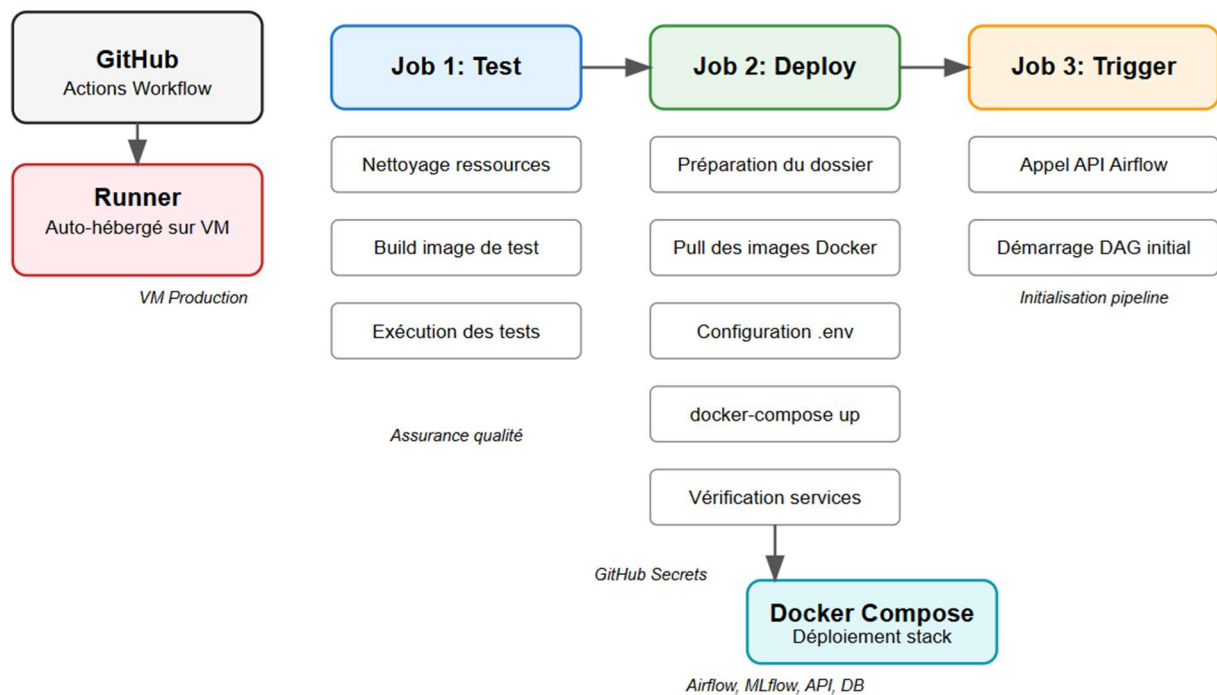 GitHub
Actions Workflow
Runner
Auto-hébergé sur VM
VM Production
Job 1: Test
Nettoyage ressources
Build image de test
Exécution des tests
Assurance qualité
Job 2: Deploy
Préparation du dossier
Pull des images Docker
Configuration .env
docker-compose up
Vérification services
GitHub Secrets
Docker Compose
Déploiement stack
Airflow, MLflow, API, DB
Job 3: Trigger
Appel API Airflow
Démarrage DAG initial
Initialisation pipeline